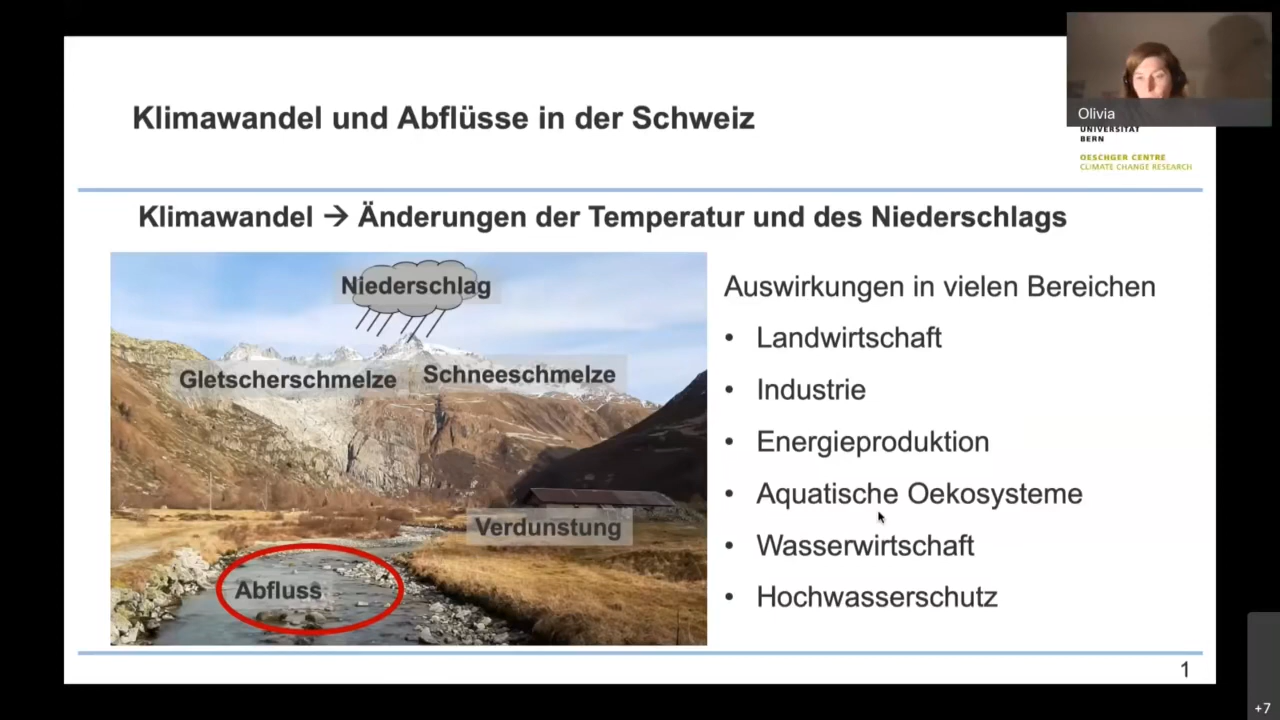 Klimawandel und Abflüsse in der Schweiz
Olivia
UNIVERSITÄT
BERN
OESCHGER CENTRE
CLIMATE CHANGE RESEARCH
Klimawandel → Änderungen der Temperatur und des Niederschlags
Niederschlag
Gletscherschmelze
Schneeschmelze
Verdunstung
Abfluss
Auswirkungen in vielen Bereichen
• Landwirtschaft
• Industrie
• Energieproduktion
• Aquatische Oekosysteme
• Wasserwirtschaft
• Hochwasserschutz
1
+7